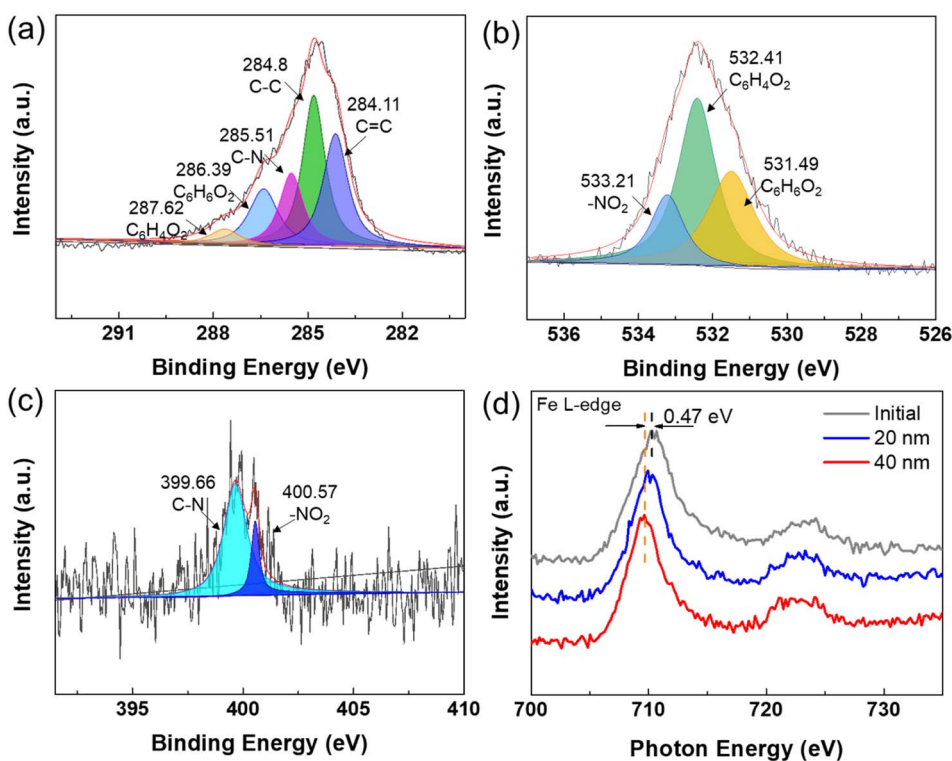 (a)
284.8
C-C
284.11
C=C
285.51
C-N
286.39
C₆H₆O₂
287.62
C₆H₄O₂
Intensity (a.u.)
291 288 285 282
Binding Energy (eV)
(b)
532.41
C₆H₄O₂
531.49
C₆H₆O₂
533.21
-NO₂
Intensity (a.u.)
536 534 532 530 528 526
Binding Energy (eV)
(c)
399.66
C-N
400.57
-NO₂
Intensity (a.u.)
395 400 405 410
Binding Energy (eV)
(d)
Fe L-edge
0.47 eV
Initial
20 nm
40 nm
Intensity (a.u.)
700 710 720 730
Photon Energy (eV)